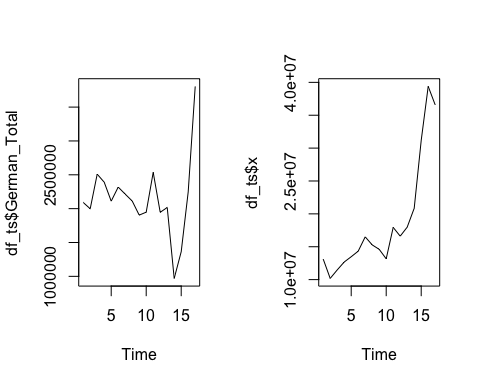 df_ts$German_Total
1000000
2500000
5
10
15
Time
df_ts$x
1.0e+07
2.5e+07
4.0e+07
5
10
15
Time